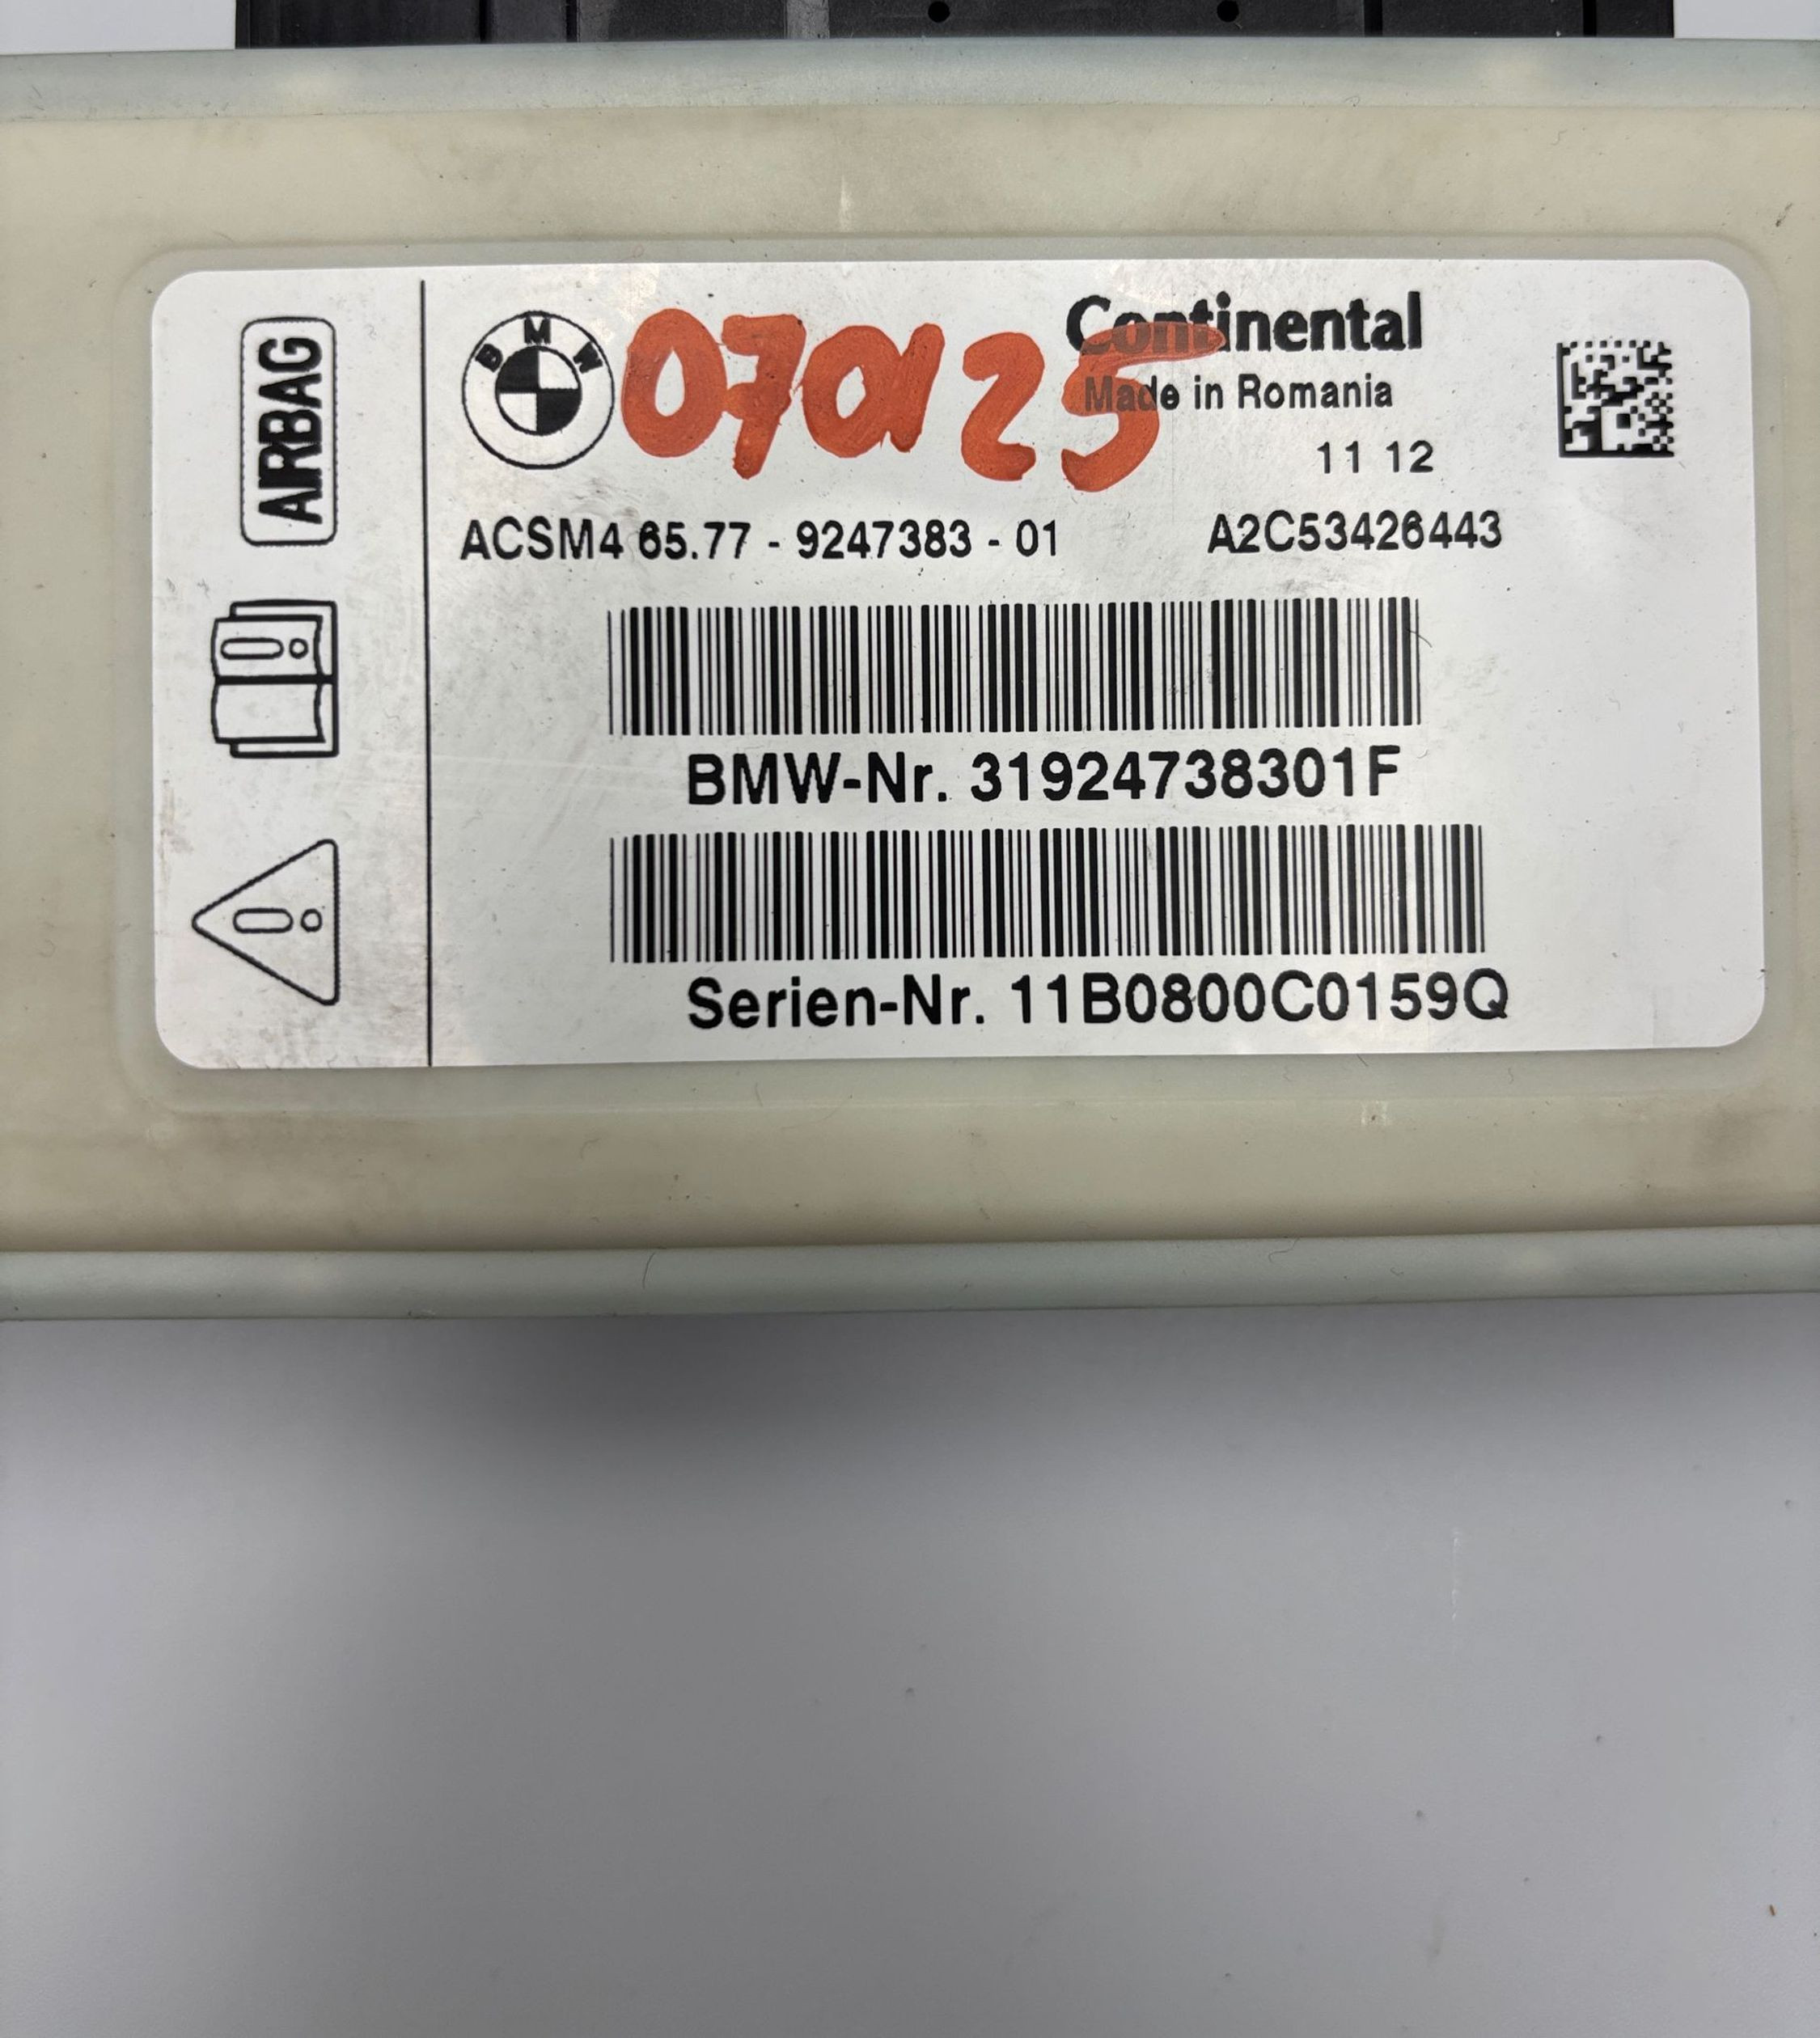 AIRBAG
BMW
070125
Continental
Made in Romania
11 12
ACSM4 65.77 - 9247383 - 01
A2C53426443
BMW-Nr. 31924738301F
Serien-Nr. 11B0800C0159Q